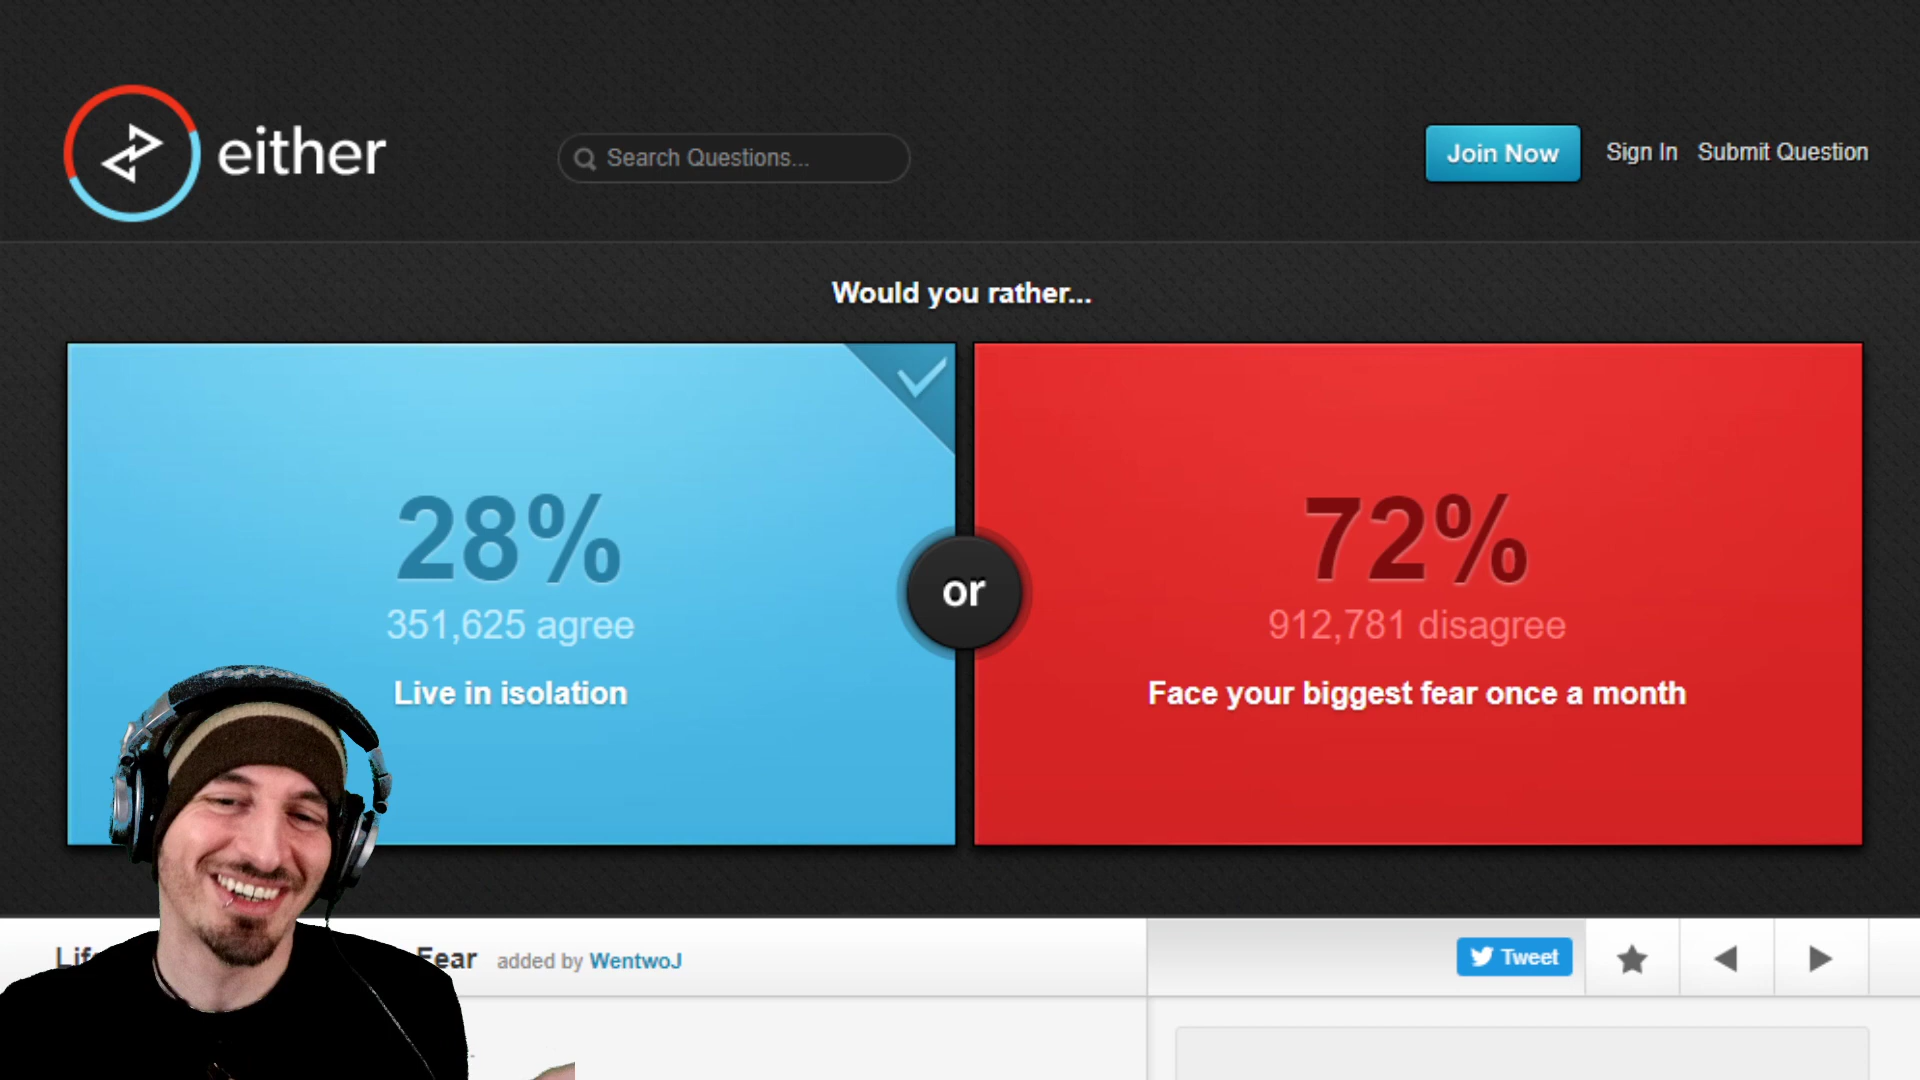 either
Search Questions...
Join Now
Sign In
Submit Question
Would you rather...
28%
351,625 agree
Live in isolation
or
72%
912,781 disagree
Face your biggest fear once a month
Fear added by WentwoJ
Tweet